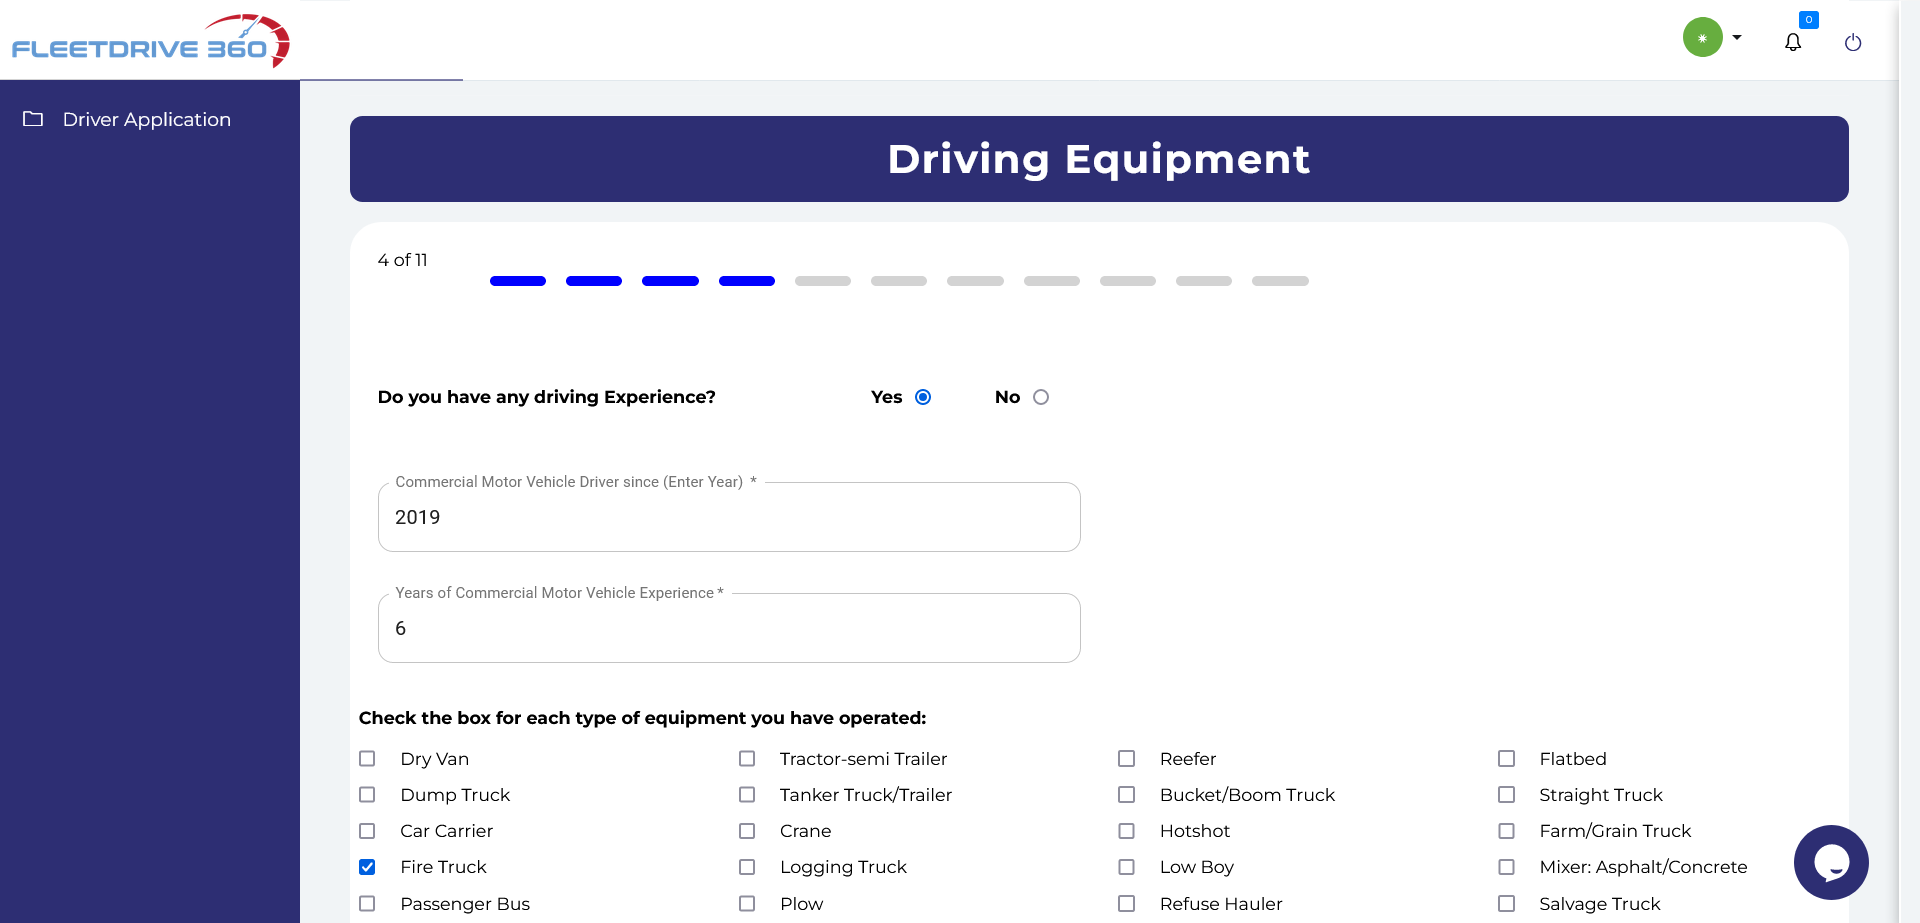 FLEETDRIVE 360
0
Driver Application
Driving Equipment
4 of 11
Do you have any driving Experience? Yes No
Commercial Motor Vehicle Driver since (Enter Year) *
2019
Years of Commercial Motor Vehicle Experience *
6
Check the box for each type of equipment you have operated:
Dry Van Tractor-semi Trailer Reefer Flatbed
Dump Truck Tanker Truck/Trailer Bucket/Boom Truck Straight Truck
Car Carrier Crane Hotshot Farm/Grain Truck
Fire Truck Logging Truck Low Boy Mixer: Asphalt/Concrete
Passenger Bus Plow Refuse Hauler Salvage Truck